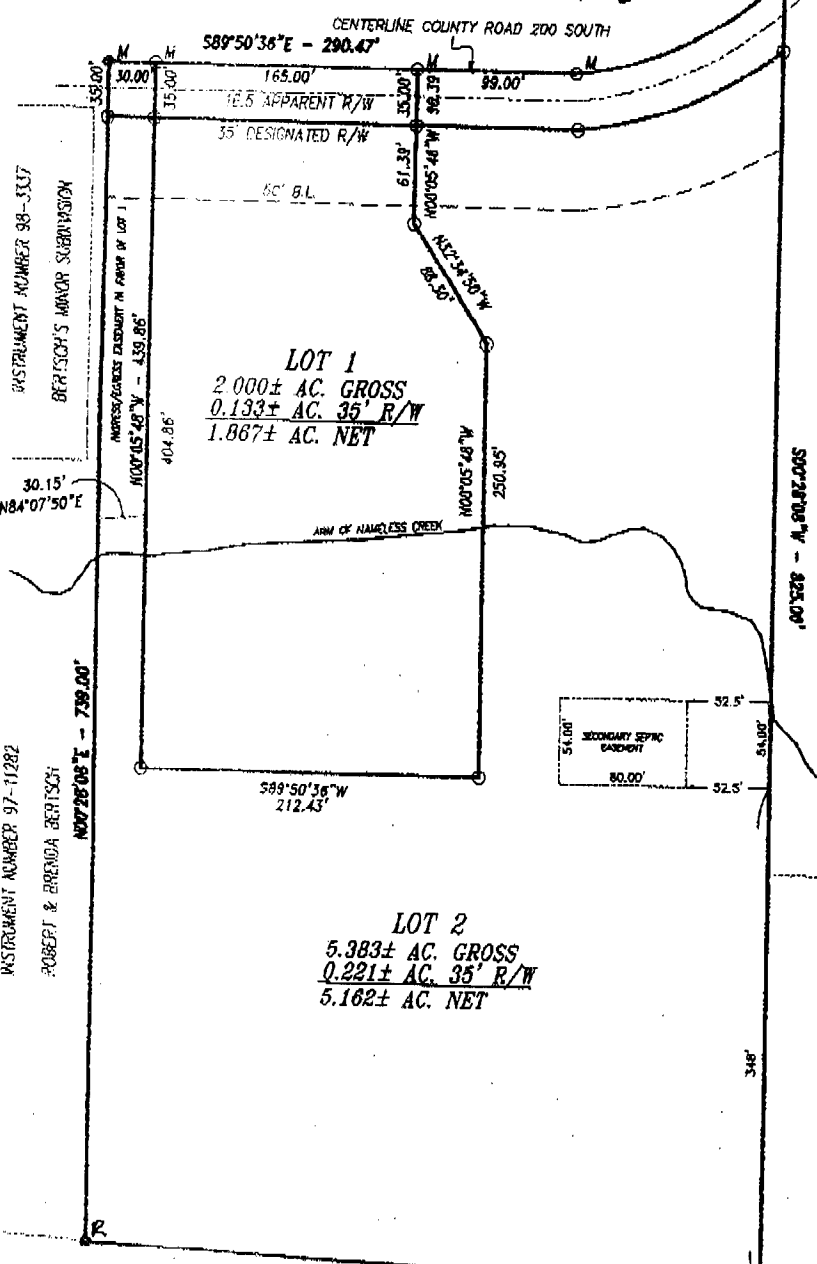 CENTERLINE COUNTY ROAD 200 SOUTH
S89°50'36"E - 290.47'
M
M
M
M
35.00'
30.00'
35.00'
165.00'
35.00'
96.39'
99.00'
16.5 APPARENT R/W
35' DESIGNATED R/W
61.39'
N00°05'48"W
B.L.
INSTRUMENT NUMBER 98-3337
BERTSCH'S MINOR SUBDIVISION
INGRESS/EGRESS EASEMENT IN FAVOR OF LOT 1
N00°05'48"W - 439.86'
404.86'
N32°34'50"W
88.30'
LOT 1
2.000± AC. GROSS
0.133± AC. 35' R/W
1.867± AC. NET
N00°05'48"W
250.95'
30.15'
N84°07'50"E
ARM OF NAMELESS CREEK
S00°28'08"W - 825.00'
N00°28'08"E - 739.00'
54.00'
SECONDARY SEPTIC
EASEMENT
80.00'
52.5'
54.00'
52.5'
S89°50'36"W
212.43'
INSTRUMENT NUMBER 97-11282
ROBERT & BRENDA BERTSCH
LOT 2
5.383± AC. GROSS
0.221± AC. 35' R/W
5.162± AC. NET
348'
R